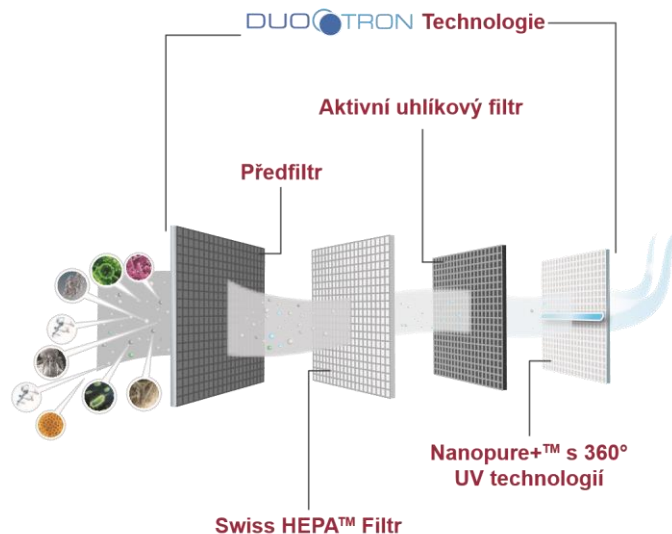 DUOTRON Technologie
Aktivní uhlíkový filtr
Předfiltr
Nanopure+™ s 360°
UV technologií
Swiss HEPA™ Filtr